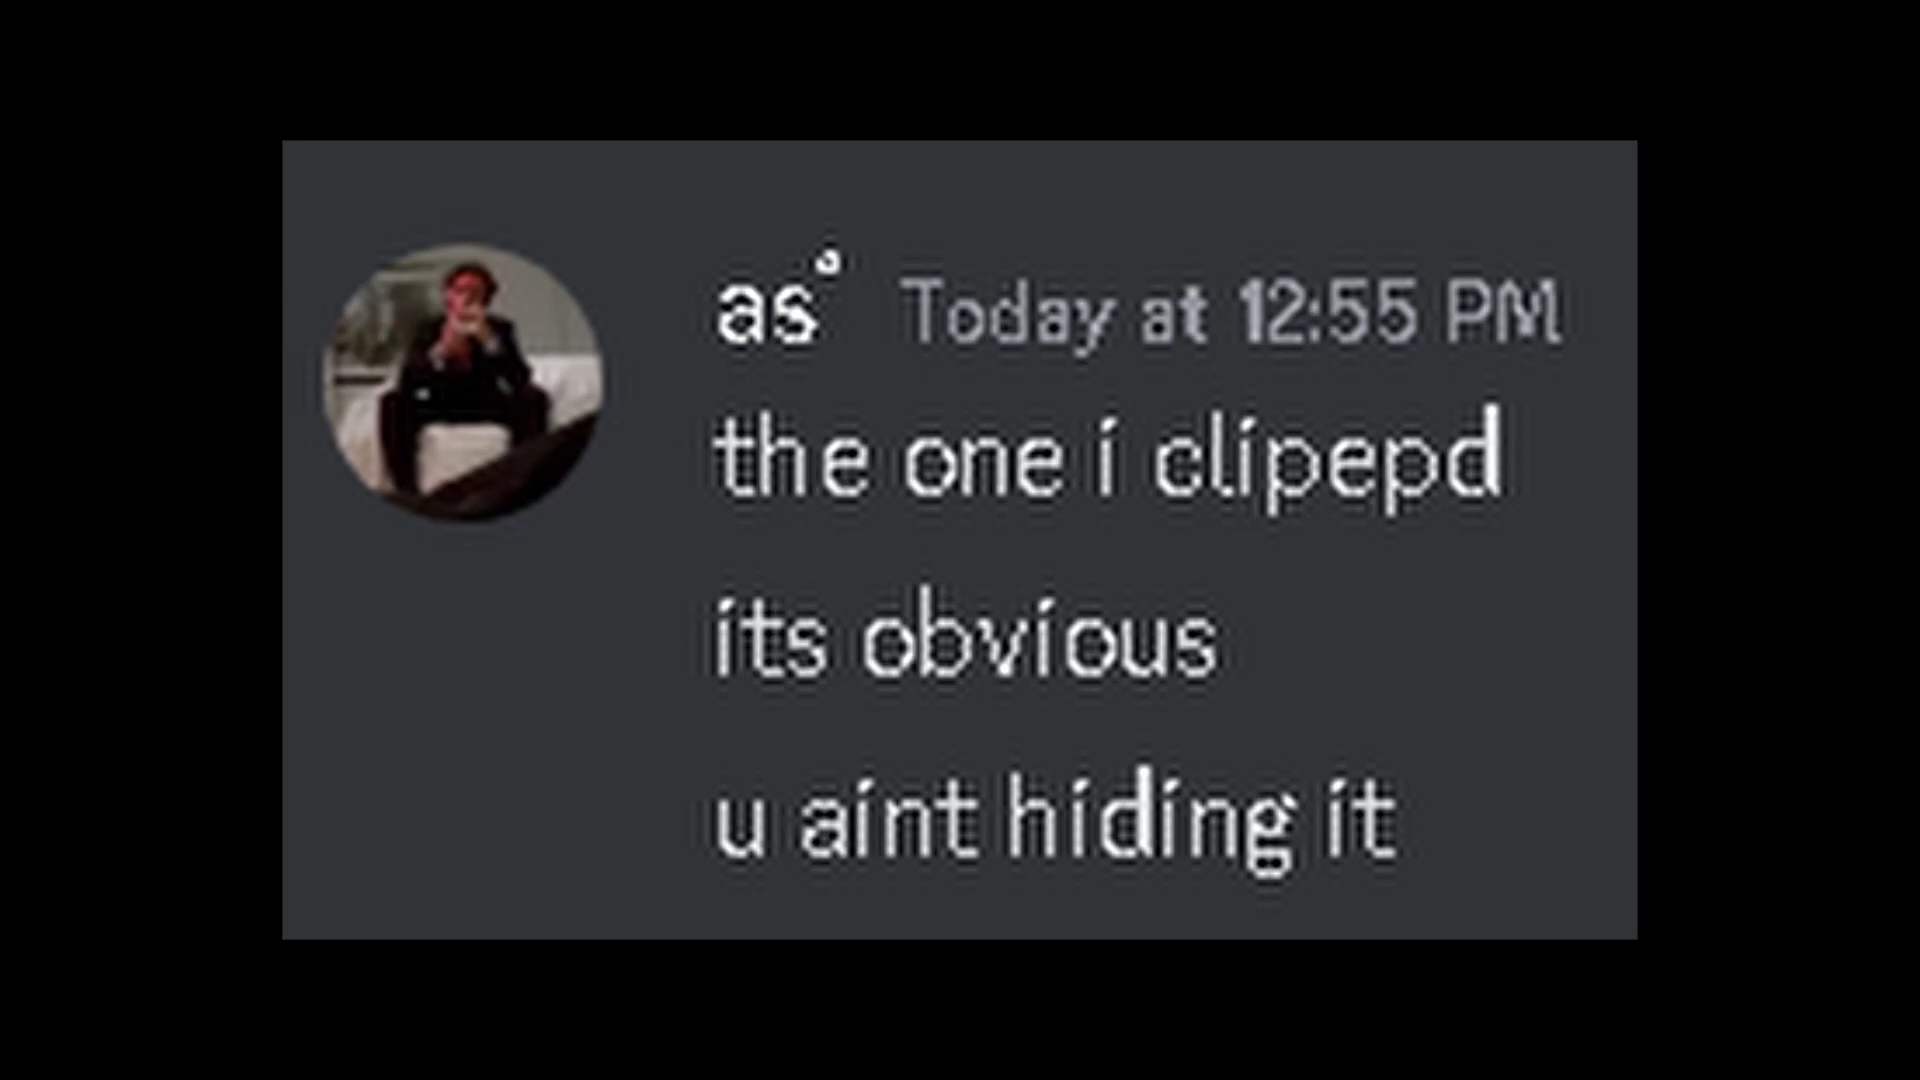 as° Today at 12:55 PM
the one i clipepd
its obvious
u aint hiding it